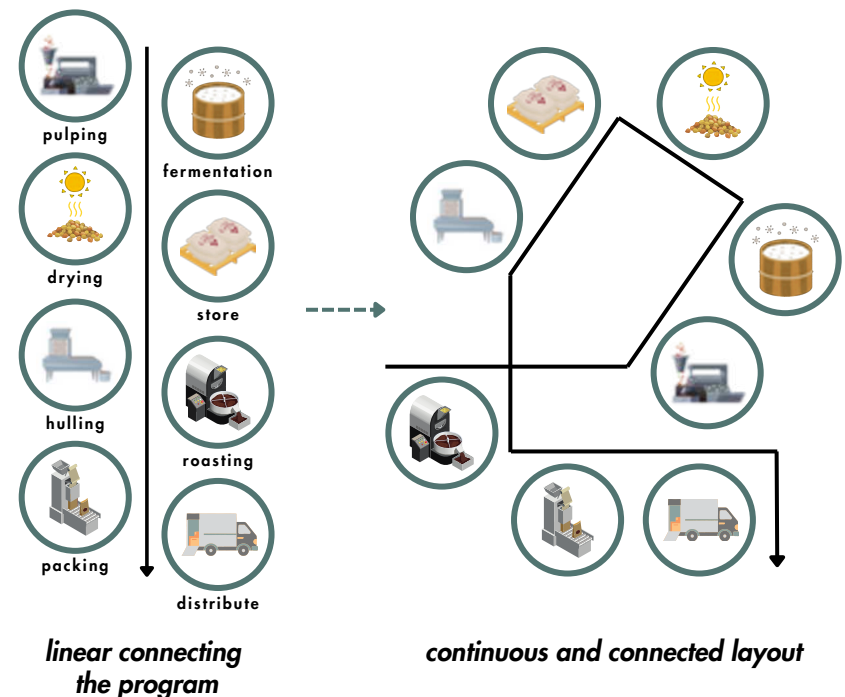 pulping
fermentation
drying
store
hulling
roasting
packing
distribute
linear connecting
the program
continuous and connected layout